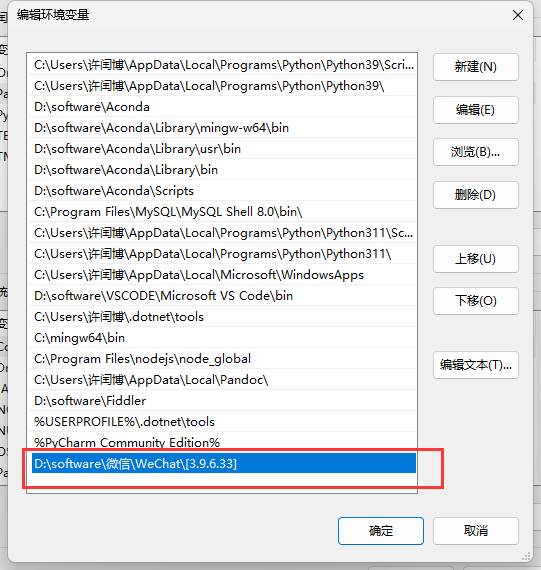 编辑环境变量
C:\Users\许闰博\AppData\Local\Programs\Python\Python39\Scri...
C:\Users\许闰博\AppData\Local\Programs\Python\Python39\
D:\software\Aconda
D:\software\Aconda\Library\mingw-w64\bin
D:\software\Aconda\Library\usr\bin
D:\software\Aconda\Library\bin
D:\software\Aconda\Scripts
C:\Program Files\MySQL\MySQL Shell 8.0\bin\
C:\Users\许闰博\AppData\Local\Programs\Python\Python311\Sc...
C:\Users\许闰博\AppData\Local\Programs\Python\Python311\
C:\Users\许闰博\AppData\Local\Microsoft\WindowsApps
D:\software\VSCODE\Microsoft VS Code\bin
C:\Users\许闰博\.dotnet\tools
C:\mingw64\bin
C:\Program Files\nodejs\node_global
C:\Users\许闰博\AppData\Local\Pandoc\
D:\software\Fiddler
%USERPROFILE%\.dotnet\tools
%PyCharm Community Edition%
D:\software\微信\WeChat\[3.9.6.33]
新建(N)
编辑(E)
浏览(B)...
删除(D)
上移(U)
下移(O)
编辑文本(T)...
确定
取消